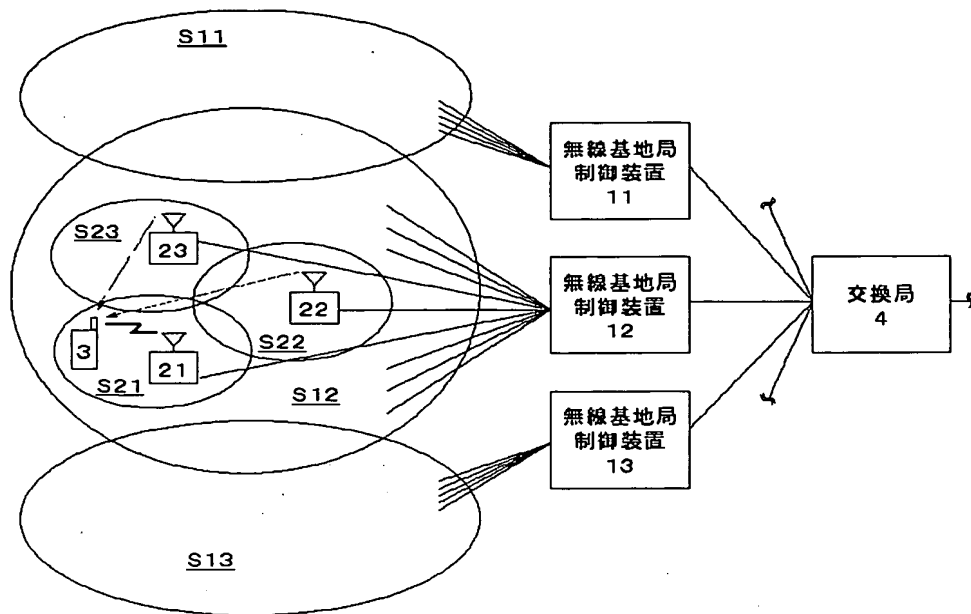 S11
無線基地局
制御装置
11
S23
23
無線基地局
制御装置
12
交換局
4
22
3
S22
21
S21
S12
無線基地局
制御装置
13
S13